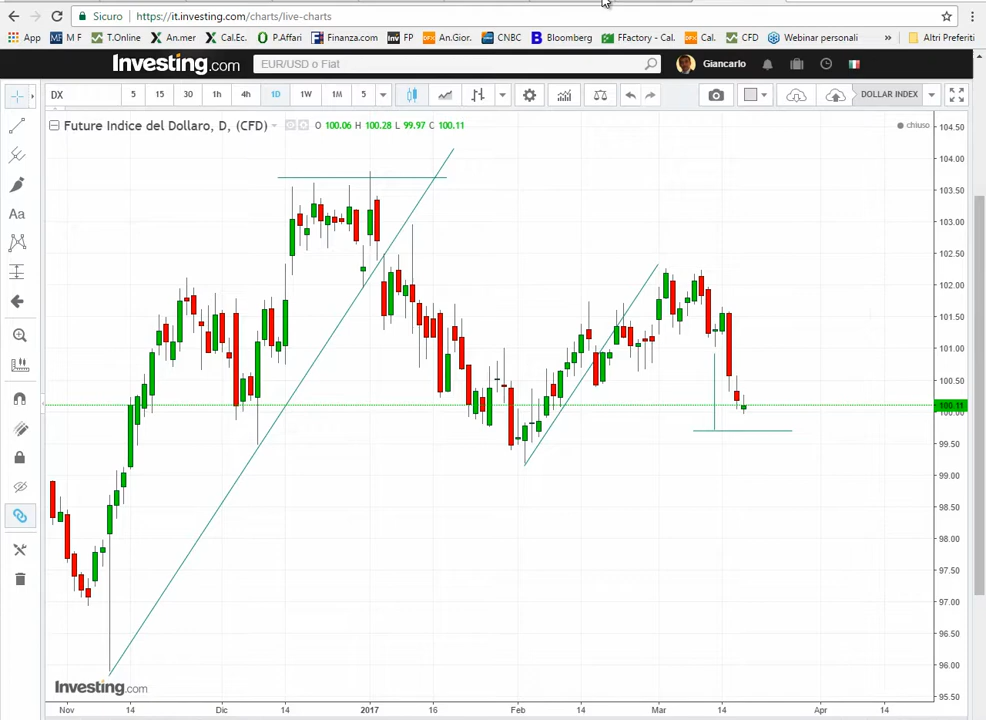 Sicuro https://it.investing.com/charts/live-charts
App M F T.Online An.mer Cal.Ec. P.Affari Finanza.com FP An.Gior. CNBC Bloomberg FFactory - Cal. Cal. CFD Webinar personali » Altri Preferiti
Investing.com EUR/USD o Fiat Giancarlo
DX 5 15 30 1h 4h 1D 1W 1M 5 DOLLAR INDEX
Future Indice del Dollaro, D, (CFD) O 100.06 H 100.28 L 99.97 C 100.11 chiuso
104.50
104.00
103.50
103.00
102.50
102.00
101.50
101.00
100.50
100.11
100.00
99.50
99.00
98.50
98.00
97.50
97.00
96.50
96.00
95.50
Aa
Investing.com
Nov 14 Dic 14 2017 16 Feb 14 Mar 14 Apr 14